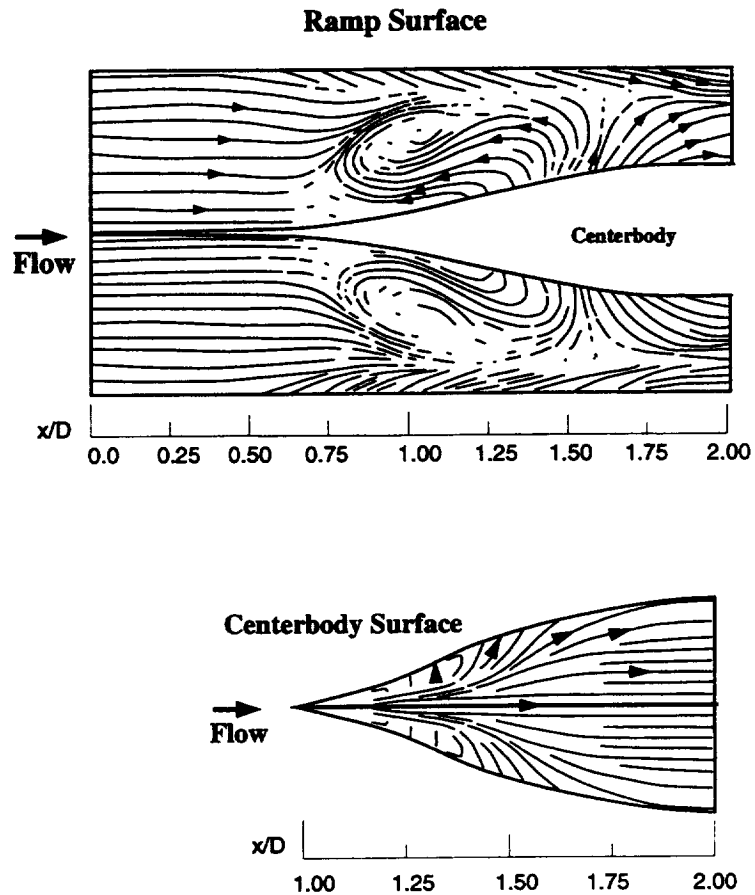 Ramp Surface
Flow
Centerbody
x/D
0.0 0.25 0.50 0.75 1.00 1.25 1.50 1.75 2.00
Centerbody Surface
Flow
x/D
1.00 1.25 1.50 1.75 2.00